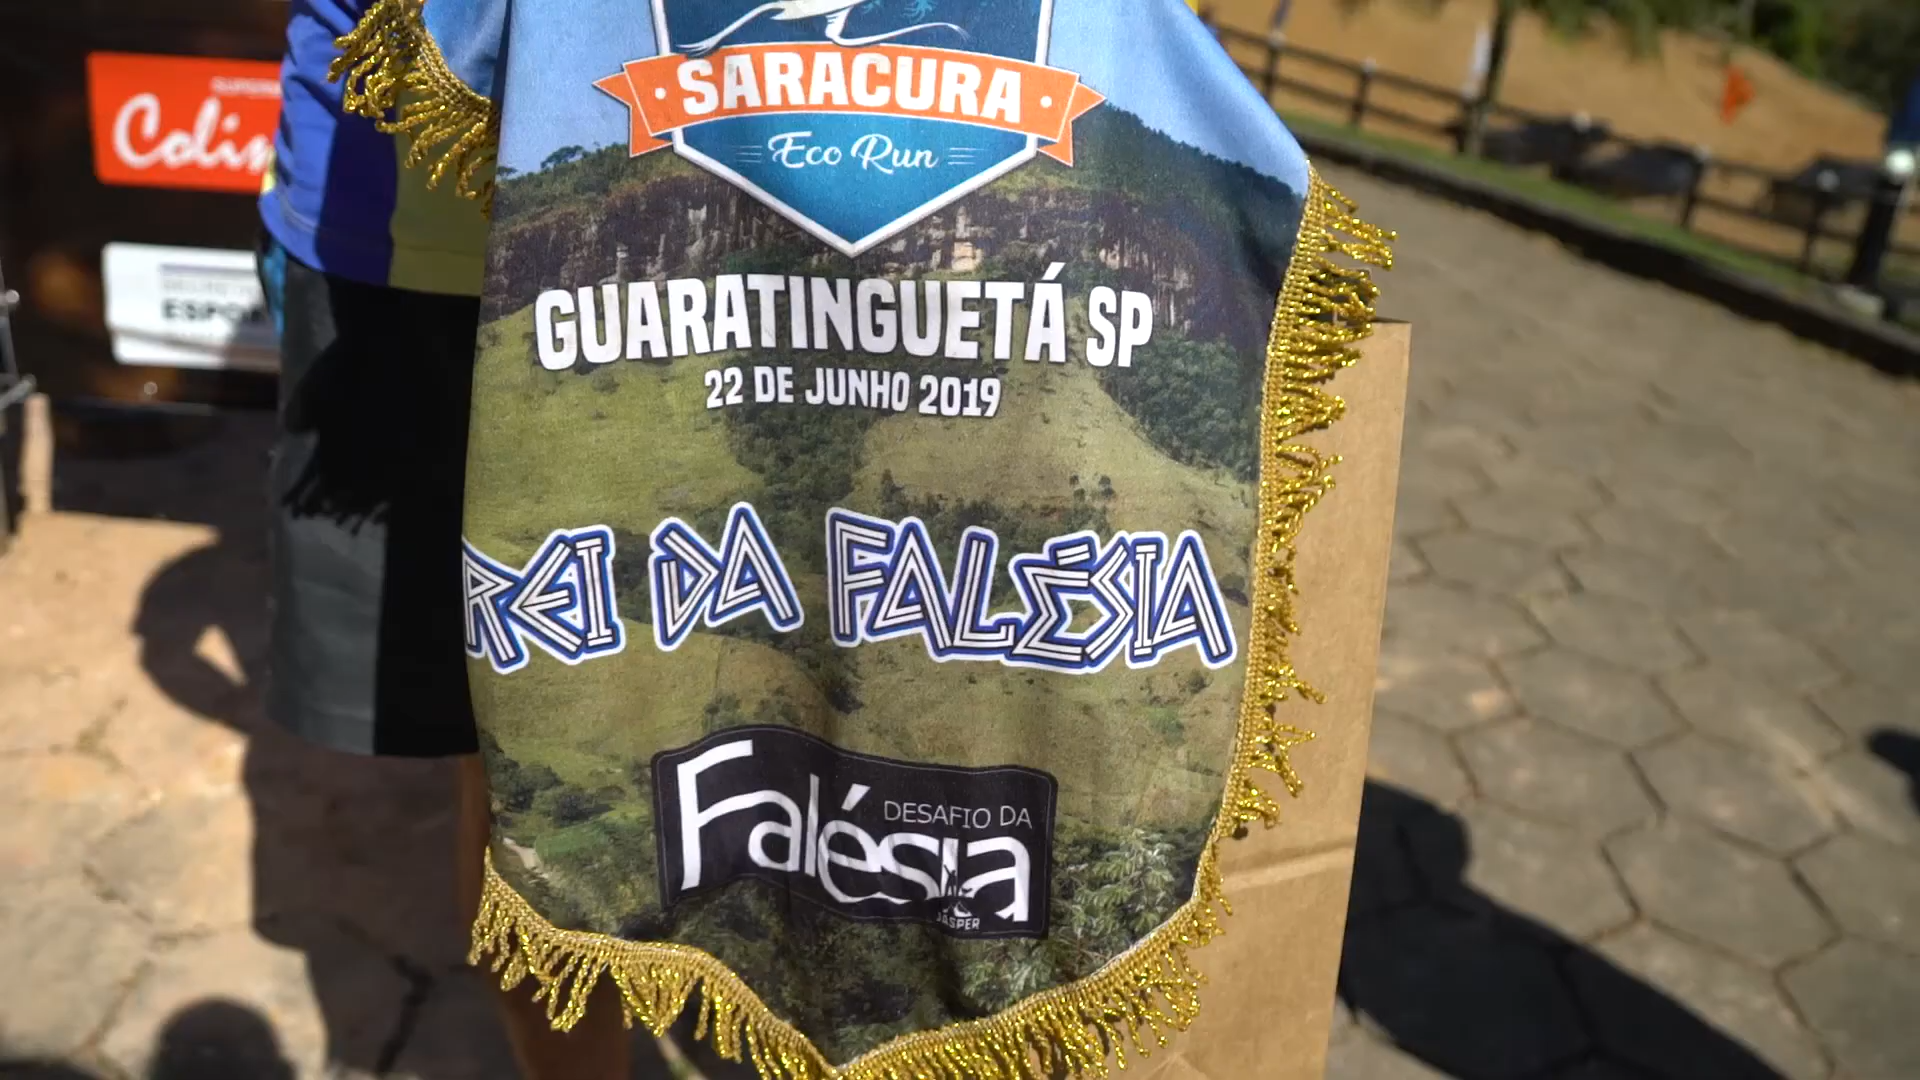 SARACURA
Eco Run
GUARATINGUETÁ SP
22 DE JUNHO 2019
REI DA FALÉSIA
DESAFIO DA
Falésia
JASPER